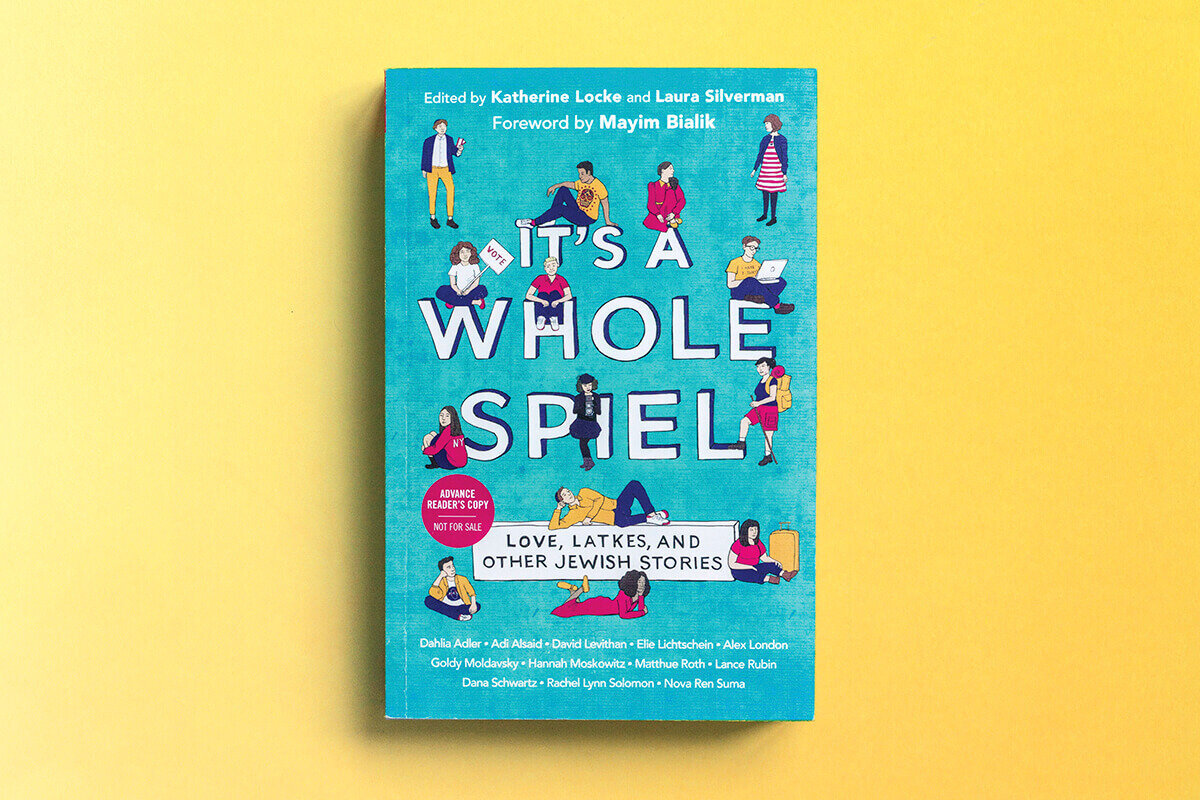 Edited by Katherine Locke and Laura Silverman
Foreword by Mayim Bialik
IT'S A
VOTE
WHOLE
SPIEL
NY
ADVANCE
READER'S COPY
NOT FOR SALE
LOVE, LATKES, AND
OTHER JEWISH STORIES
Dahlia Adler • Adi Alsaid • David Levithan • Elie Lichtschein • Alex London
Goldy Moldavsky • Hannah Moskowitz • Matthue Roth • Lance Rubin
Dana Schwartz • Rachel Lynn Solomon • Nova Ren Suma